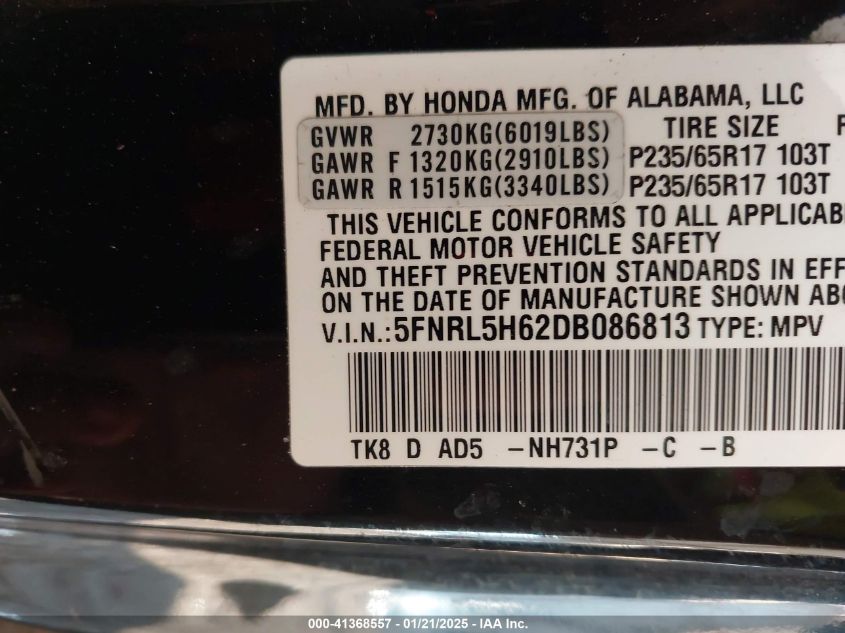 MFD. BY HONDA MFG. OF ALABAMA, LLC
GVWR 2730KG(6019LBS) TIRE SIZE
GAWR F 1320KG(2910LBS) P235/65R17 103T
GAWR R 1515KG(3340LBS) P235/65R17 103T
THIS VEHICLE CONFORMS TO ALL APPLICAB
FEDERAL MOTOR VEHICLE SAFETY
AND THEFT PREVENTION STANDARDS IN EFF
ON THE DATE OF MANUFACTURE SHOWN ABO
V.I.N.: 5FNRL5H62DB086813 TYPE: MPV
TK8 D AD5 -NH731P -C -B
000-41368557 01/21/2025 IAA Inc.